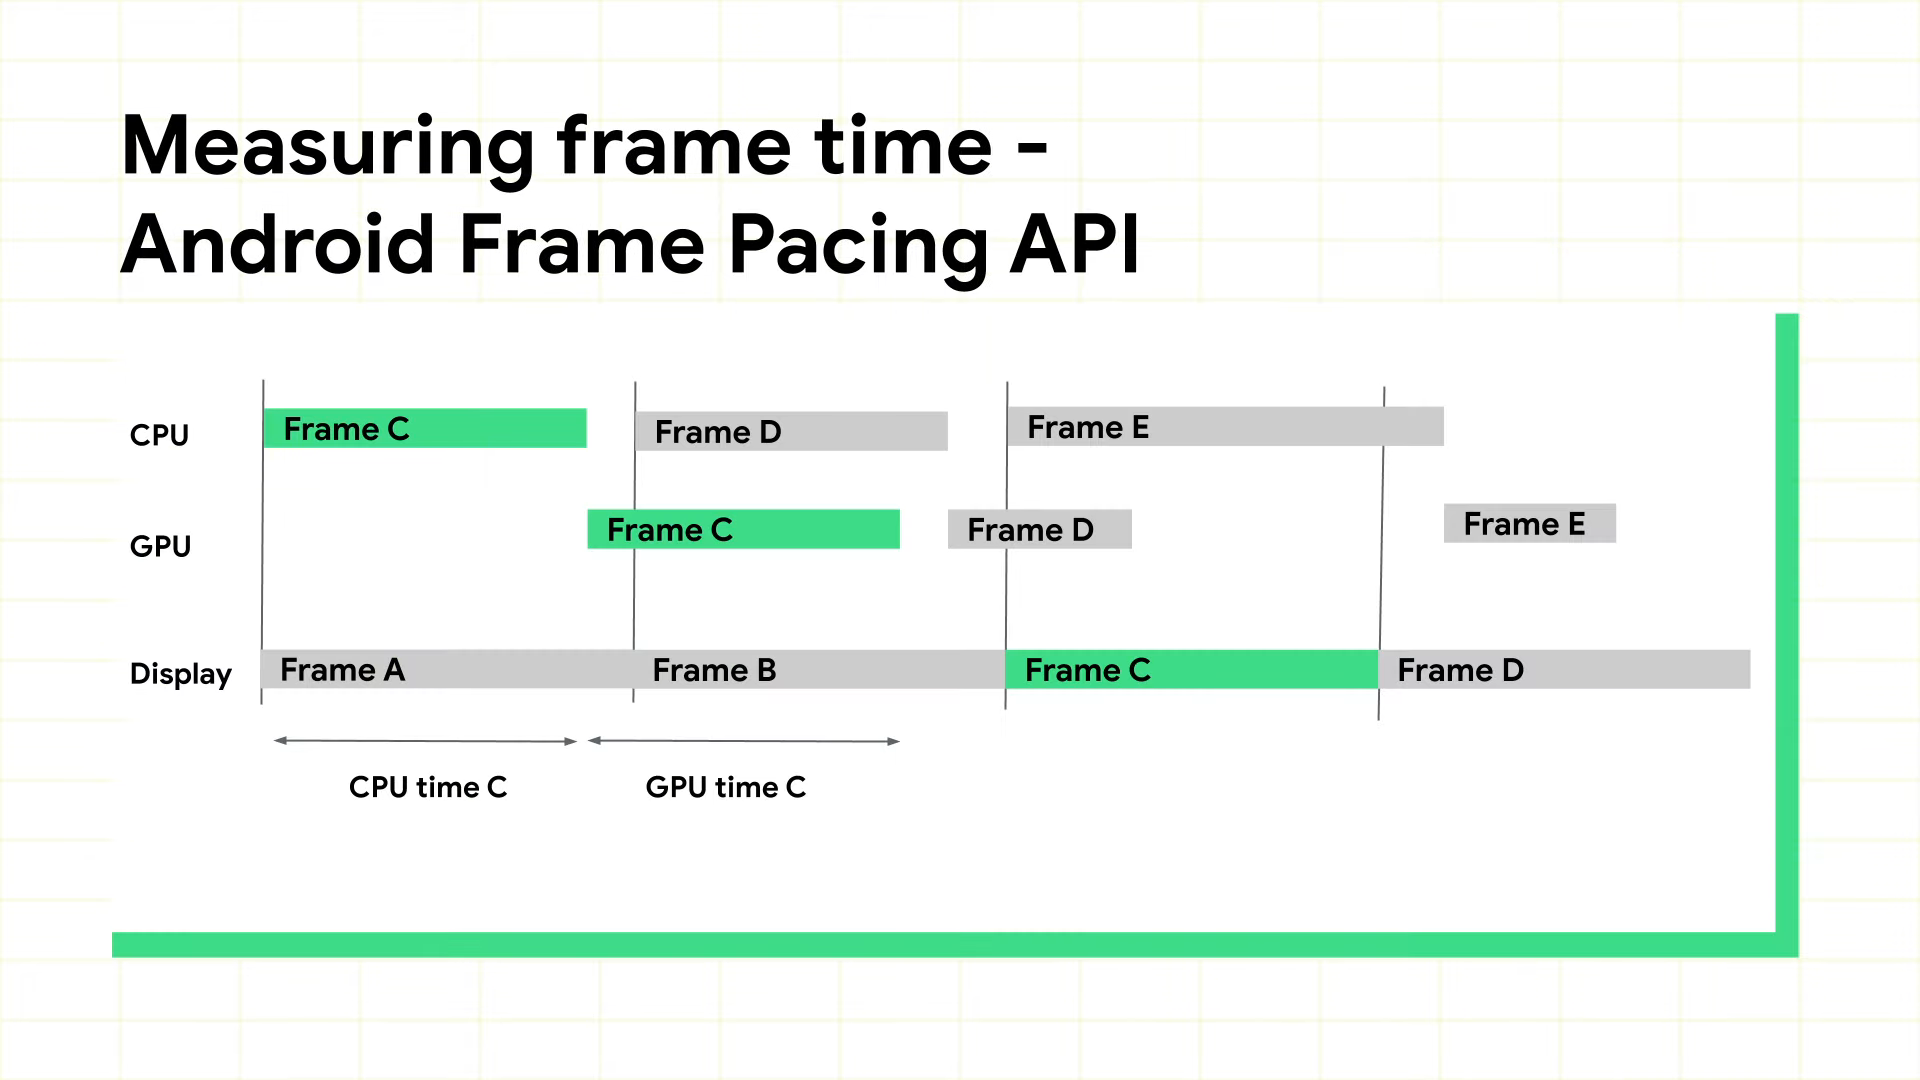 Measuring frame time -
Android Frame Pacing API
CPU
Frame C
Frame D
Frame E
GPU
Frame C
Frame D
Frame E
Display
Frame A
Frame B
Frame C
Frame D
CPU time C
GPU time C